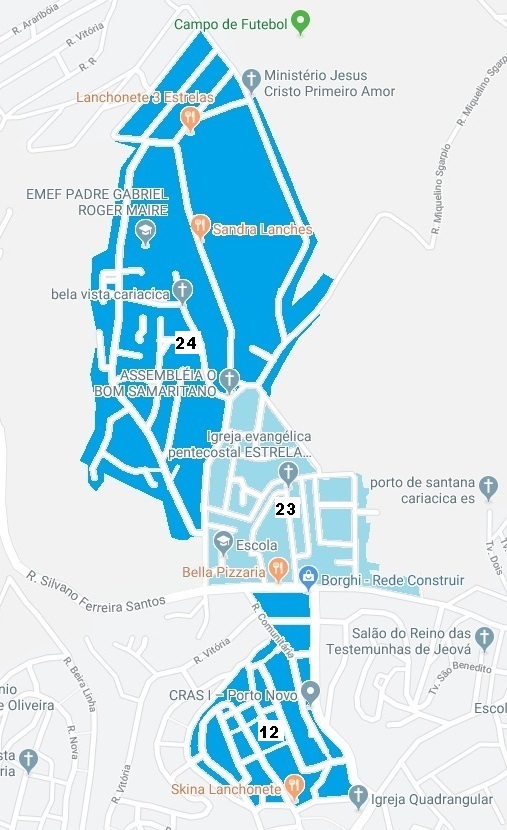 R. Araribóia
R. Vitória
R. R
Campo de Futebol
Ministério Jesus
Cristo Primeiro Amor
Lanchonete 3 Estrelas
R. Miquelino Sgarpio
R. Miquelino Sgarpio
EMEF PADRE GABRIEL
ROGER MAIRE
Sandra Lanches
bela vista cariacica
24
ASSEMBLÉIA O
BOM SAMARITANO
Igreja evangélica
pentecostal ESTRELA...
porto de santana
cariacica es
23
Escola
Tv. Dois
Bella Pizzaria
Borghi - Rede Construir
R. Silvano Ferreira Santos
R. Comunitária
R. Vitória
Salão do Reino das
Testemunhas de Jeová
Tv. São Benedito
R. Beira Linha
CRAS I – Porto Novo
nio
e Oliveira
Escol
R. Nova
12
sta
ria
R. Vitória
Skina Lanchonete
Igreja Quadrangular